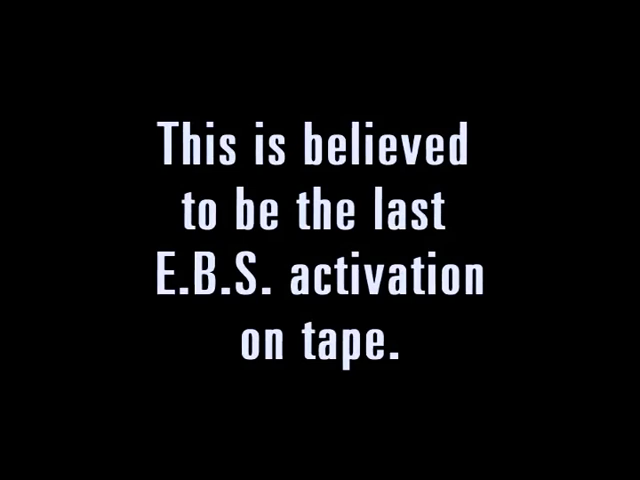 This is believed
to be the last
E.B.S. activation
on tape.